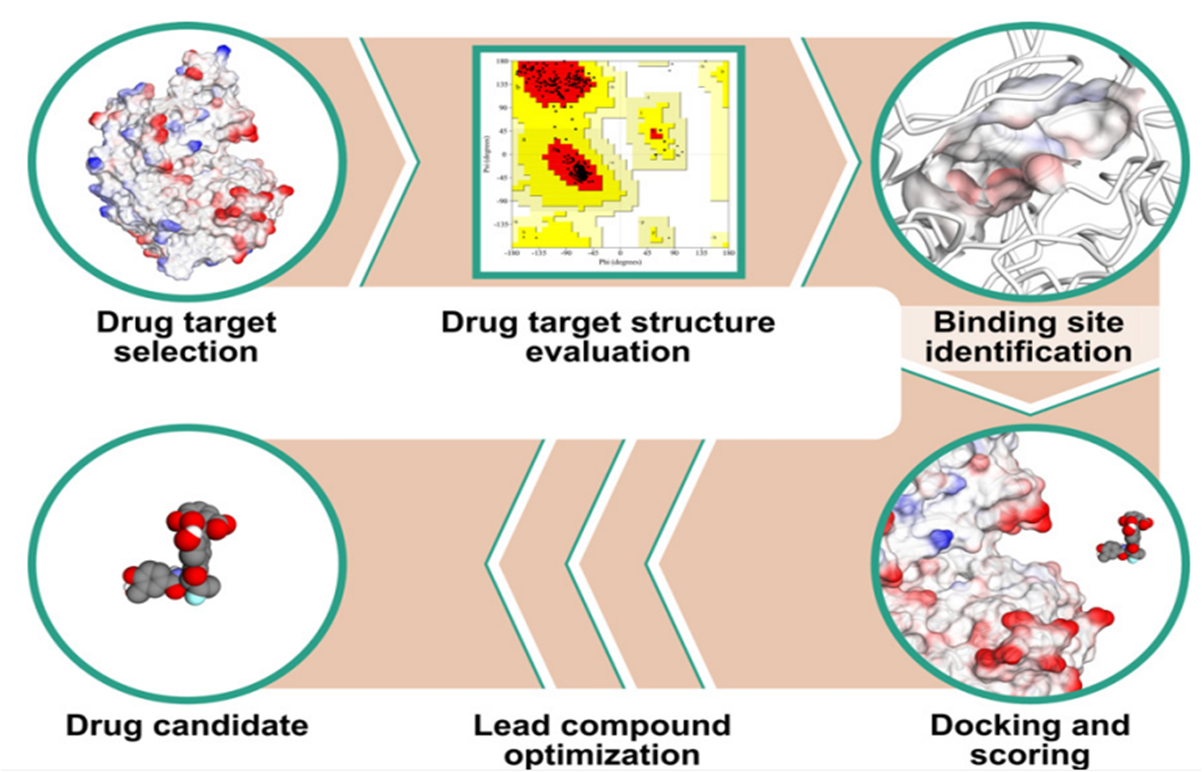 Drug target
selection
180
135
90
45
0
-45
-90
-135
Psi (degrees)
-180 -135 -90 -45 0 45 90 135 180
Phi (degrees)
Drug target structure
evaluation
Binding site
identification
Drug candidate
Lead compound
optimization
Docking and
scoring